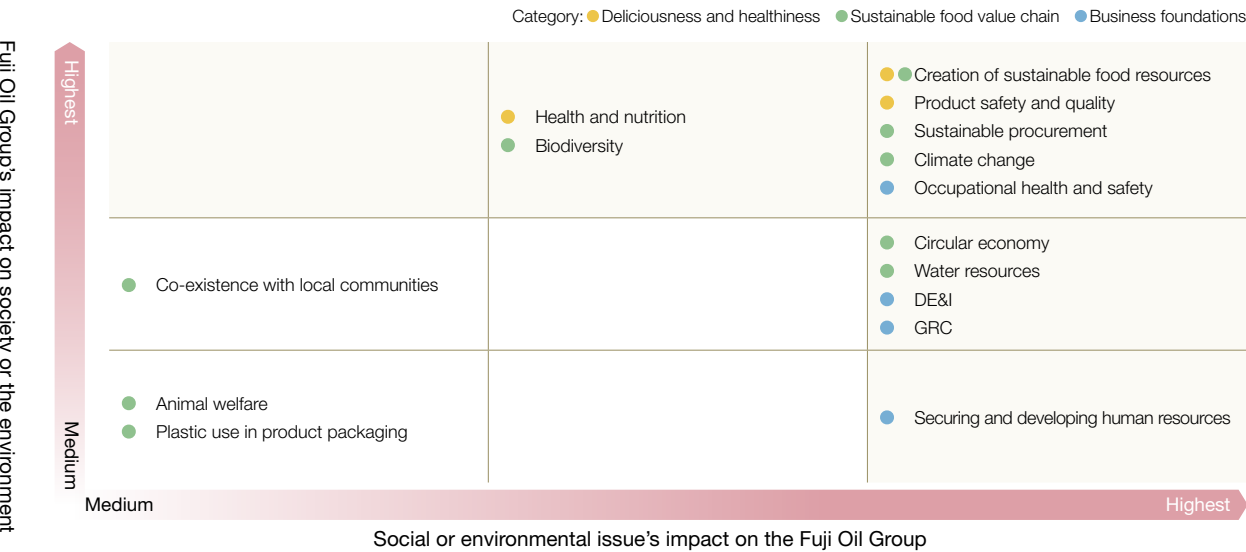 Category: Deliciousness and healthiness Sustainable food value chain Business foundations
Fuji Oil Group's impact on society or the environment
Highest
Medium
Health and nutrition
Biodiversity
Creation of sustainable food resources
Product safety and quality
Sustainable procurement
Climate change
Occupational health and safety
Co-existence with local communities
Circular economy
Water resources
DE&I
GRC
Animal welfare
Plastic use in product packaging
Securing and developing human resources
Medium
Highest
Social or environmental issue's impact on the Fuji Oil Group